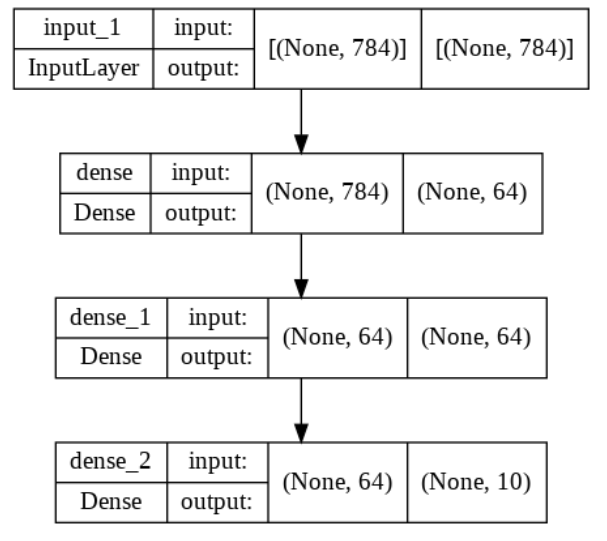 input_1 input: [(None, 784)] [(None, 784)]
InputLayer output:
dense input: (None, 784) (None, 64)
Dense output:
dense_1 input: (None, 64) (None, 64)
Dense output:
dense_2 input: (None, 64) (None, 10)
Dense output: